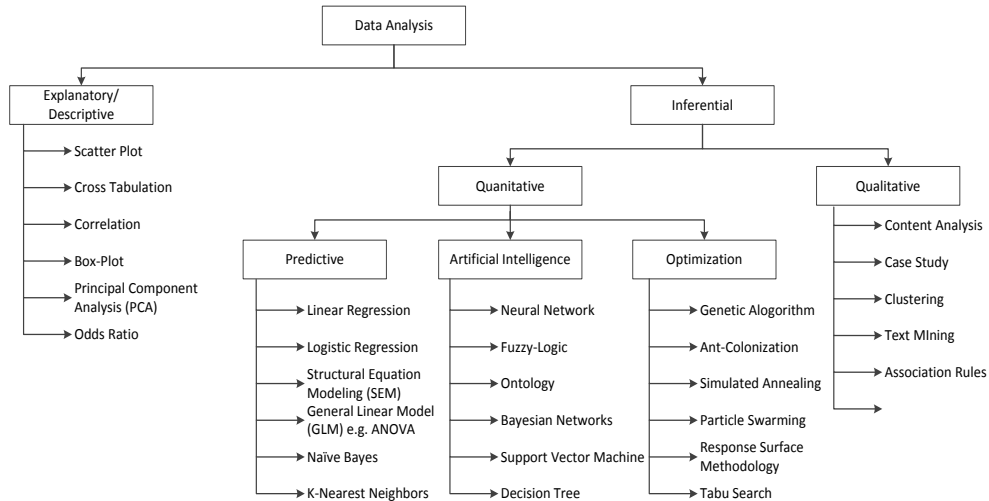 Data Analysis
Explanatory/
Descriptive
Scatter Plot
Cross Tabulation
Correlation
Box-Plot
Principal Component
Analysis (PCA)
Odds Ratio
Inferential
Quanitative
Predictive
Linear Regression
Logistic Regression
Structural Equation
Modeling (SEM)
General Linear Model
(GLM) e.g. ANOVA
Naïve Bayes
K-Nearest Neighbors
Artificial Intelligence
Neural Network
Fuzzy-Logic
Ontology
Bayesian Networks
Support Vector Machine
Decision Tree
Optimization
Genetic Alogorithm
Ant-Colonization
Simulated Annealing
Particle Swarming
Response Surface
Methodology
Tabu Search
Qualitative
Content Analysis
Case Study
Clustering
Text MIning
Association Rules